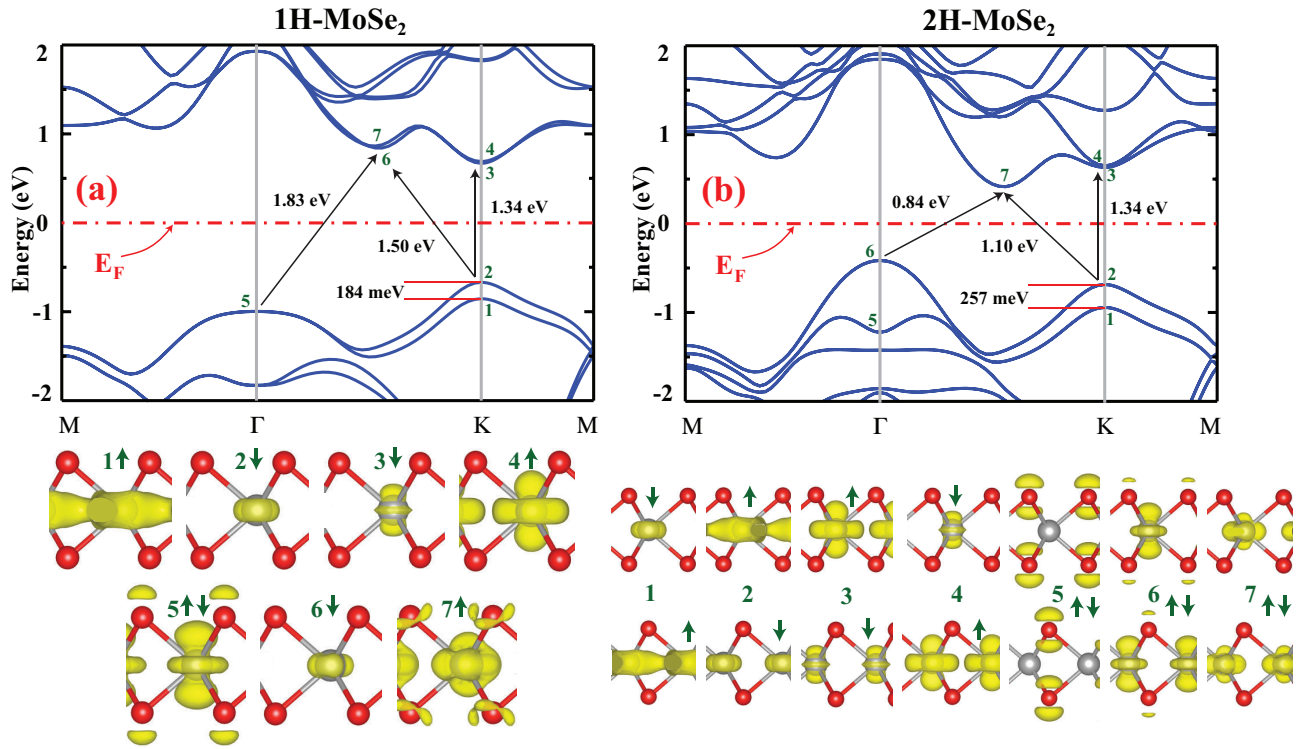 1H-MoSe2
2H-MoSe2
Energy (eV)
2
1
0
-1
-2
(a)
E_F
1.83 eV
1.50 eV
1.34 eV
184 meV
7
6
4
3
5
2
1
M
Γ
K
M
Energy (eV)
2
1
0
-1
-2
(b)
E_F
0.84 eV
1.10 eV
1.34 eV
257 meV
7
4
3
6
5
2
1
M
Γ
K
M
1↑
2↓
3↓
4↑
5↑↓
6↓
7↑
↓ ↑ ↑ ↓
1 2 3 4 5 6 7
↑ ↓ ↓ ↑ ↑↓ ↑↓ ↑↓